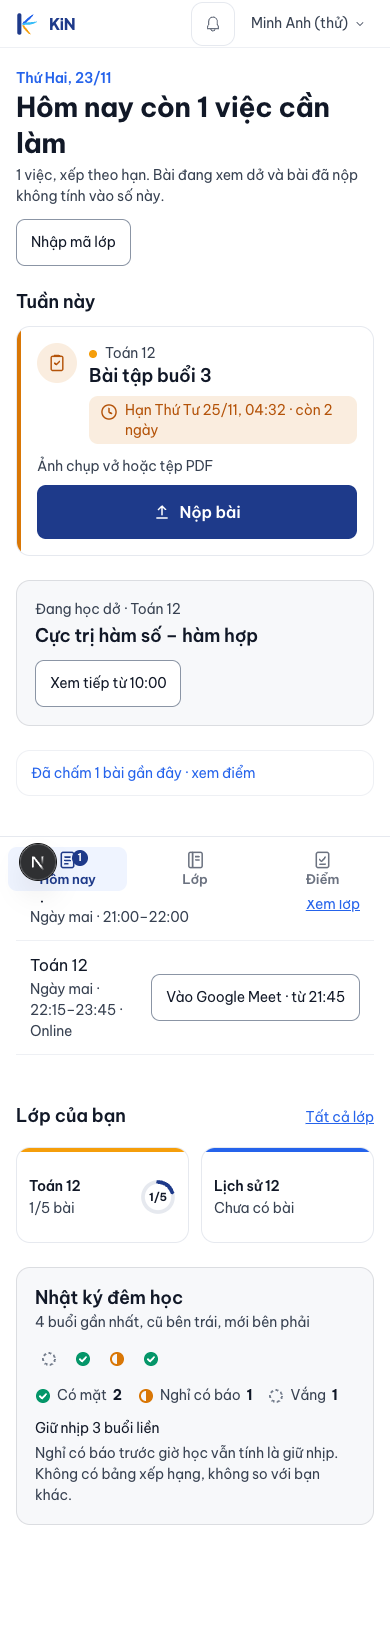 KiN
Minh Anh (thử)
Thứ Hai, 23/11
Hôm nay còn 1 việc cần
làm
1 việc, xếp theo hạn. Bài đang xem dở và bài đã nộp
không tính vào số này.
Nhập mã lớp
Tuần này
Toán 12
Bài tập buổi 3
Hạn Thứ Tư 25/11, 04:32 · còn 2
ngày
Ảnh chụp vở hoặc tệp PDF
Nộp bài
Đang học dở · Toán 12
Cực trị hàm số – hàm hợp
Xem tiếp từ 10:00
Đã chấm 1 bài gần đây · xem điểm
1
N
Hôm nay
Lớp
Điểm
Ngày mai · 21:00–22:00
Xem lớp
Toán 12
Ngày mai ·
22:15–23:45 ·
Online
Vào Google Meet · từ 21:45
Lớp của bạn
Tất cả lớp
Toán 12
1/5 bài
1/5
Lịch sử 12
Chưa có bài
Nhật ký đêm học
4 buổi gần nhất, cũ bên trái, mới bên phải
Có mặt 2
Nghỉ có báo 1
Vắng 1
Giữ nhịp 3 buổi liền
Nghỉ có báo trước giờ học vẫn tính là giữ nhịp.
Không có bảng xếp hạng, không so với bạn
khác.